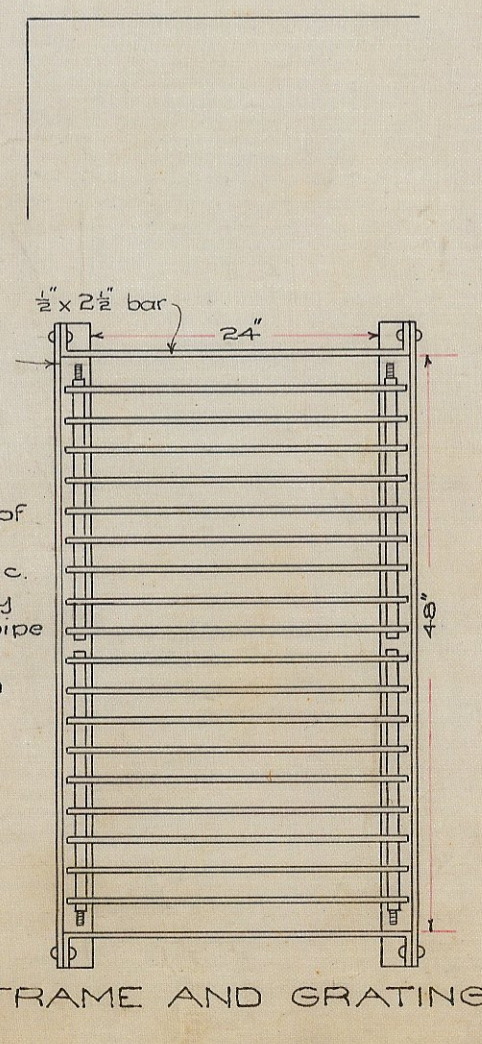 ½" x 2½" bar
24"
of
c.
pipe
48"
FRAME AND GRATING